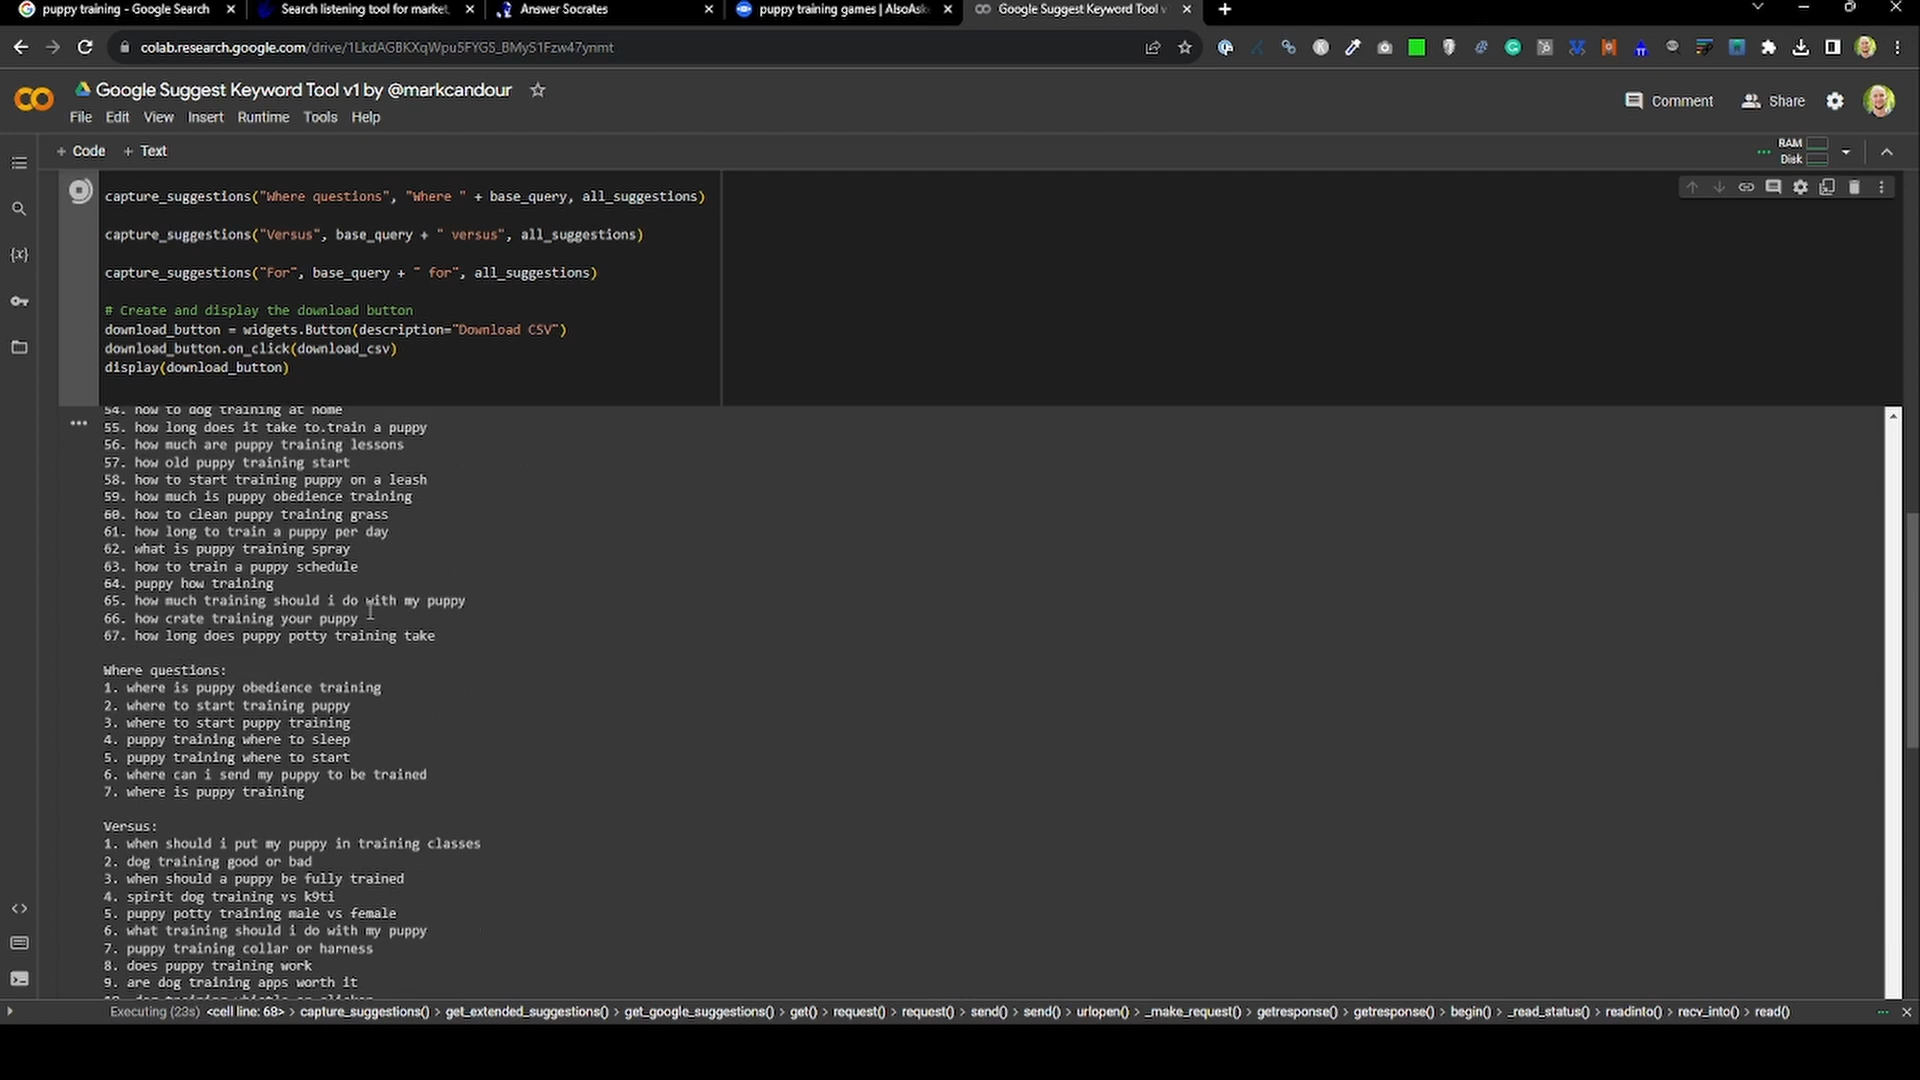 puppy training - Google Search
Search listening tool for market,
Answer Socrates
puppy training games | AlsoAsk
Google Suggest Keyword Tool v
colab.research.google.com/drive/1LkdAGBKXqWpu5FYGS_BMyS1Fzw47ynmt
Google Suggest Keyword Tool v1 by @markcandour
Comment
Share
File Edit View Insert Runtime Tools Help
+ Code + Text
RAM
Disk
capture_suggestions("Where questions", "Where " + base_query, all_suggestions)
capture_suggestions("Versus", base_query + " versus", all_suggestions)
capture_suggestions("For", base_query + " for", all_suggestions)
# Create and display the download button
download_button = widgets.Button(description="Download CSV")
download_button.on_click(download_csv)
display(download_button)
54. how to dog training at home
55. how long does it take to.train a puppy
56. how much are puppy training lessons
57. how old puppy training start
58. how to start training puppy on a leash
59. how much is puppy obedience training
60. how to clean puppy training grass
61. how long to train a puppy per day
62. what is puppy training spray
63. how to train a puppy schedule
64. puppy how training
65. how much training should i do with my puppy
66. how crate training your puppy
67. how long does puppy potty training take
Where questions:
1. where is puppy obedience training
2. where to start training puppy
3. where to start puppy training
4. puppy training where to sleep
5. puppy training where to start
6. where can i send my puppy to be trained
7. where is puppy training
Versus:
1. when should i put my puppy in training classes
2. dog training good or bad
3. when should a puppy be fully trained
4. spirit dog training vs k9ti
5. puppy potty training male vs female
6. what training should i do with my puppy
7. puppy training collar or harness
8. does puppy training work
9. are dog training apps worth it
10. dog training whistle or clicker
Executing (23s) <cell line: 68> > capture_suggestions() > get_extended_suggestions() > get_google_suggestions() > get() > request() > request() > send() > send() > urlopen() > _make_request() > getresponse() > getresponse() > begin() > _read_status() > readinto() > recv_into() > read()